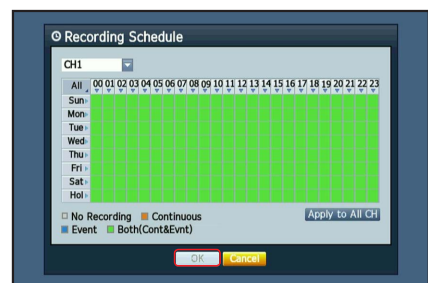 Recording Schedule
CH1
All 00 01 02 03 04 05 06 07 08 09 10 11 12 13 14 15 16 17 18 19 20 21 22 23
Sun
Mon
Tue
Wed
Thu
Fri
Sat
Hol
No Recording Continuous
Event Both(Cont&Evnt)
Apply to All CH
OK Cancel